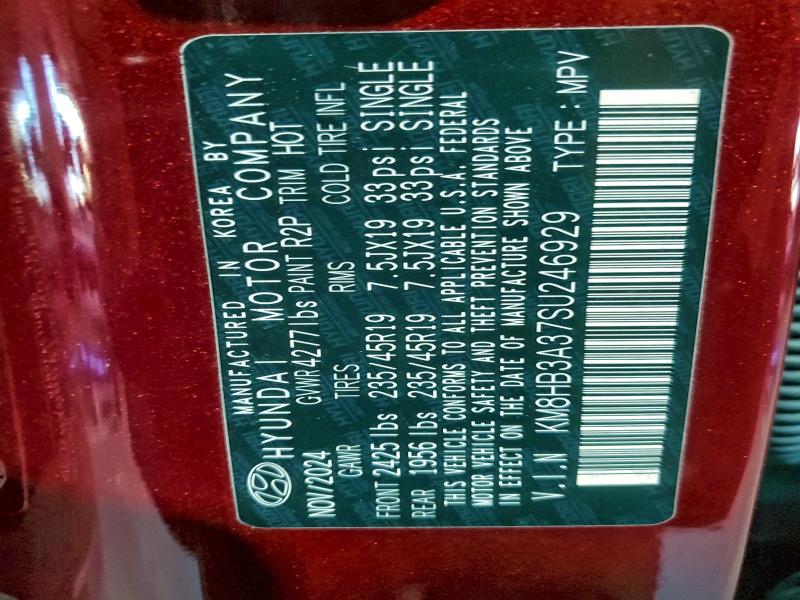 MANUFACTURED IN KOREA BY
HYUNDAI MOTOR COMPANY
NOV/2024 GVWR 4277 lbs PAINT R2P TRIM HOT
GAWR TIRES RIMS COLD TIRE INFL
FRONT 2425 lbs 235/45R19 7.5JX19 33psi SINGLE
REAR 1956 lbs 235/45R19 7.5JX19 33psi SINGLE
THIS VEHICLE CONFORMS TO ALL APPLICABLE U.S.A. FEDERAL
MOTOR VEHICLE SAFETY AND THEFT PREVENTION STANDARDS
IN EFFECT ON THE DATE OF MANUFACTURE SHOWN ABOVE
V.I.N KM8HB3A37SU246929 TYPE : MPV